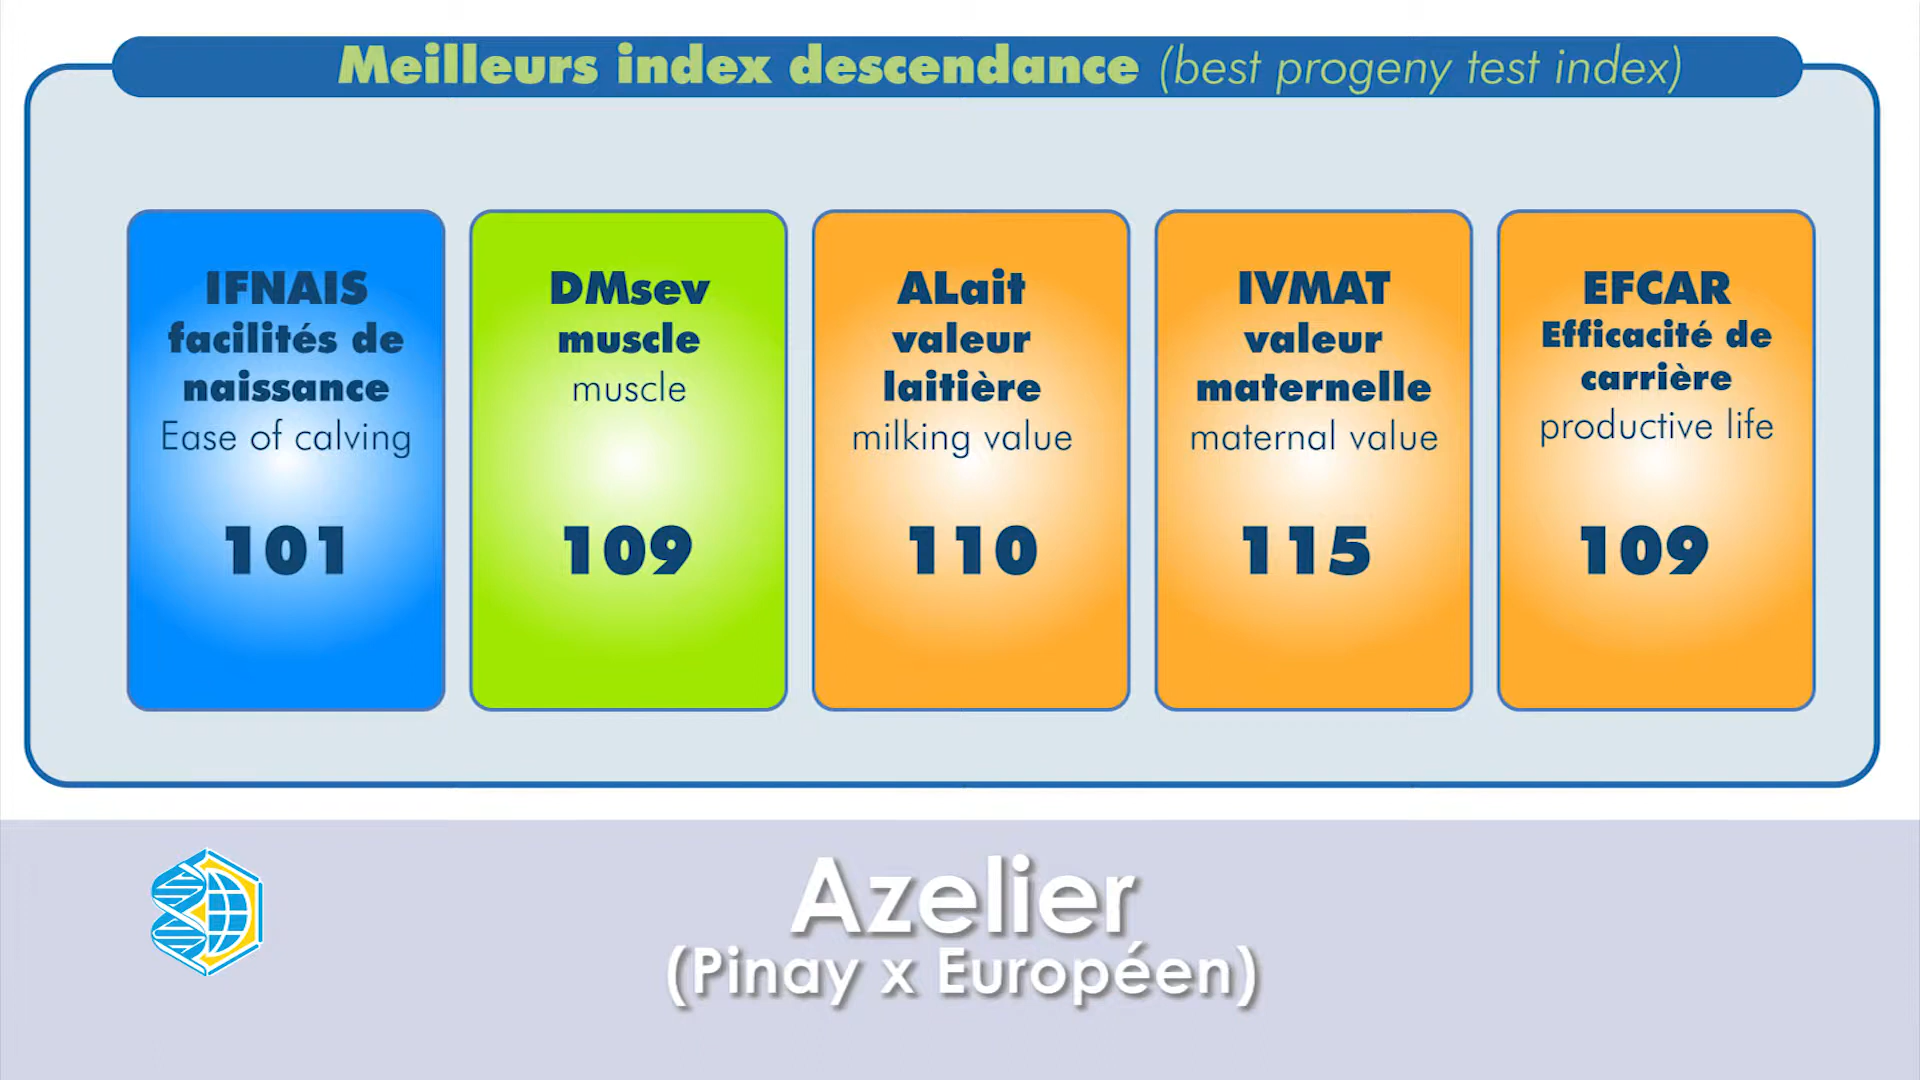 Meilleurs index descendance (best progeny test index)
IFNAIS
facilités de
naissance
Ease of calving
101
DMsev
muscle
muscle
109
ALait
valeur
laitière
milking value
110
IVMAT
valeur
maternelle
maternal value
115
EFCAR
Efficacité de
carrière
productive life
109
Azelier
(Pinay x Européen)